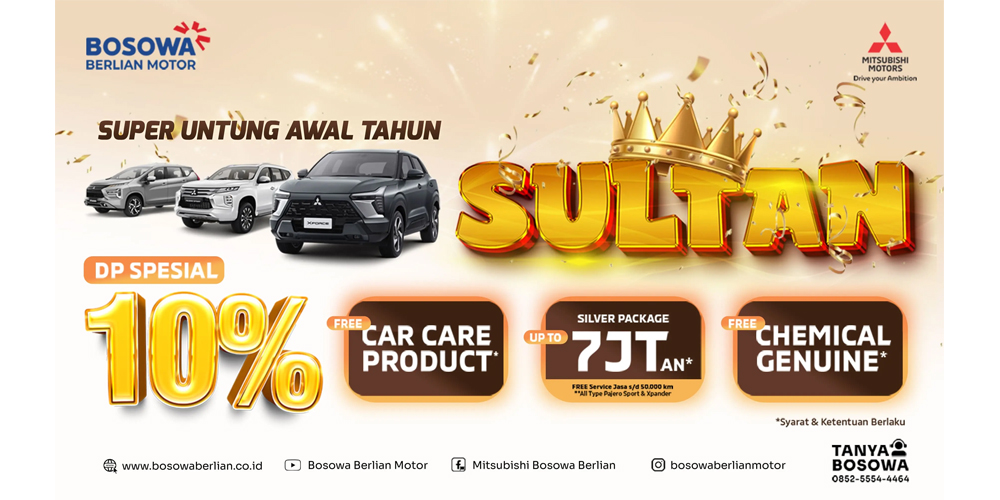 BOSOWA
BERLIAN MOTOR
MITSUBISHI
MOTORS
Drive your Ambition
SUPER UNTUNG AWAL TAHUN
SULTAN
XFORCE
DP SPESIAL
10%
FREE
CAR CARE
PRODUCT*
UP TO
SILVER PACKAGE
7JTAN*
FREE Service Jasa s/d 50.000 km
**All Type Pajero Sport & Xpander
FREE
CHEMICAL
GENUINE*
*Syarat & Ketentuan Berlaku
www.bosowaberlian.co.id
Bosowa Berlian Motor
Mitsubishi Bosowa Berlian
bosowaberlianmotor
TANYA
BOSOWA
0852-5554-4464